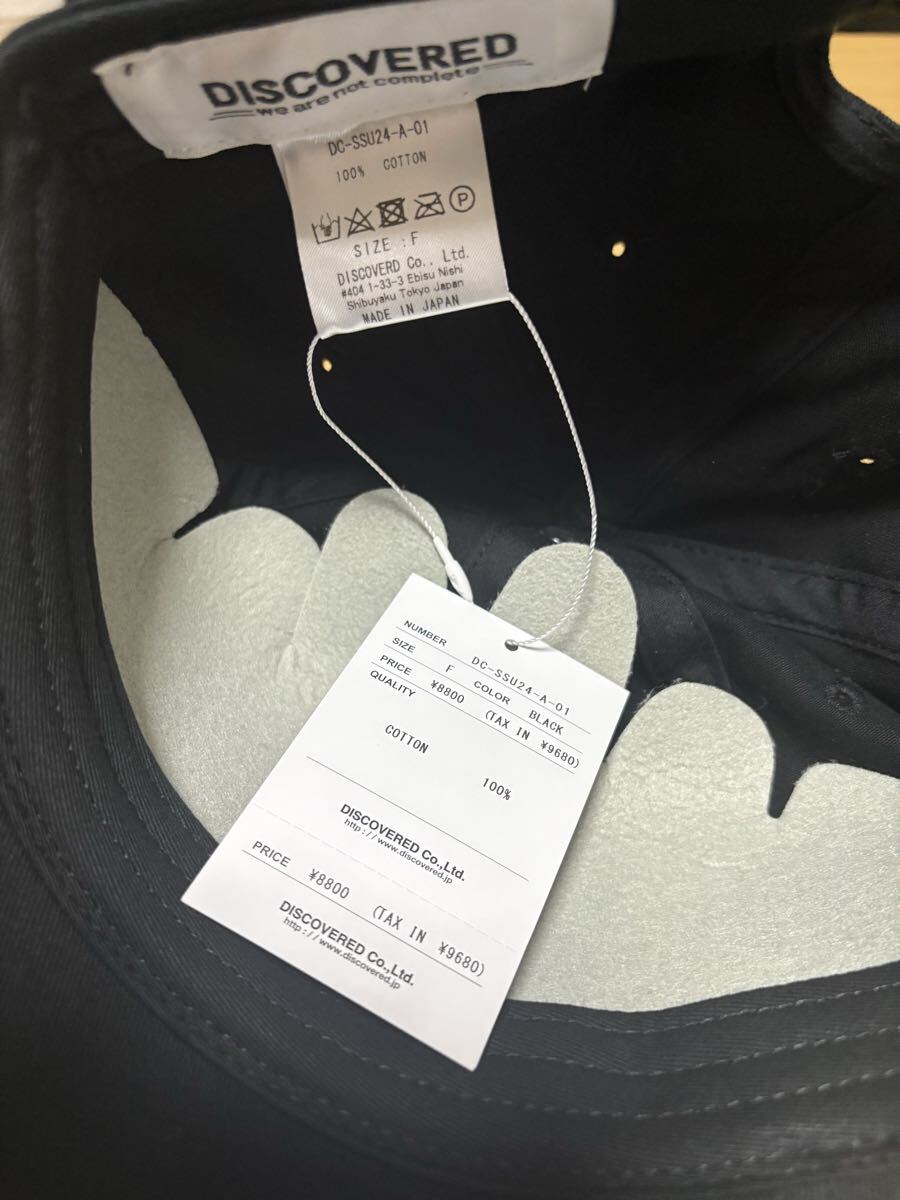 DISCOVERED
we are not complete
DC-SSU24-A-01
100% COTTON
P
SIZE : F
DISCOVERD Co., Ltd.
#404 1-33-3 Ebisu Nishi
Shibuyaku Tokyo Japan
MADE IN JAPAN
NUMBER DC-SSU24-A-01
SIZE F COLOR BLACK
PRICE ¥8800 (TAX IN ¥9680)
QUALITY
COTTON 100%
DISCOVERED Co.,Ltd.
http://www.discovered.jp
PRICE ¥8800 (TAX IN ¥9680)
DISCOVERED Co.,Ltd.
http://www.discovered.jp